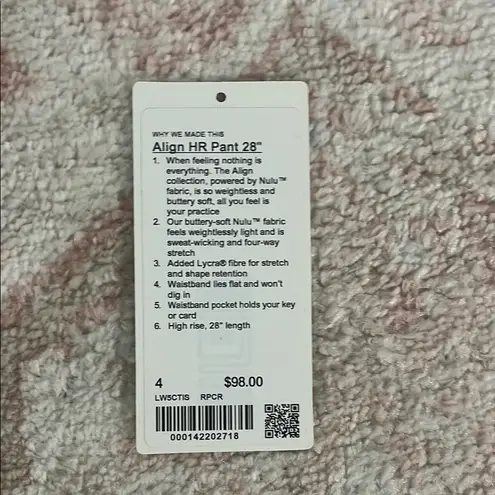 WHY WE MADE THIS
Align HR Pant 28"
1. When feeling nothing is
everything. The Align
collection, powered by Nulu™
fabric, is so weightless and
buttery soft, all you feel is
your practice
2. Our buttery-soft Nulu™ fabric
feels weightlessly light and is
sweat-wicking and four-way
stretch
3. Added Lycra® fibre for stretch
and shape retention
4. Waistband lies flat and won't
dig in
5. Waistband pocket holds your key
or card
6. High rise, 28" length
4 $98.00
LW5CTIS RPCR
000142202718